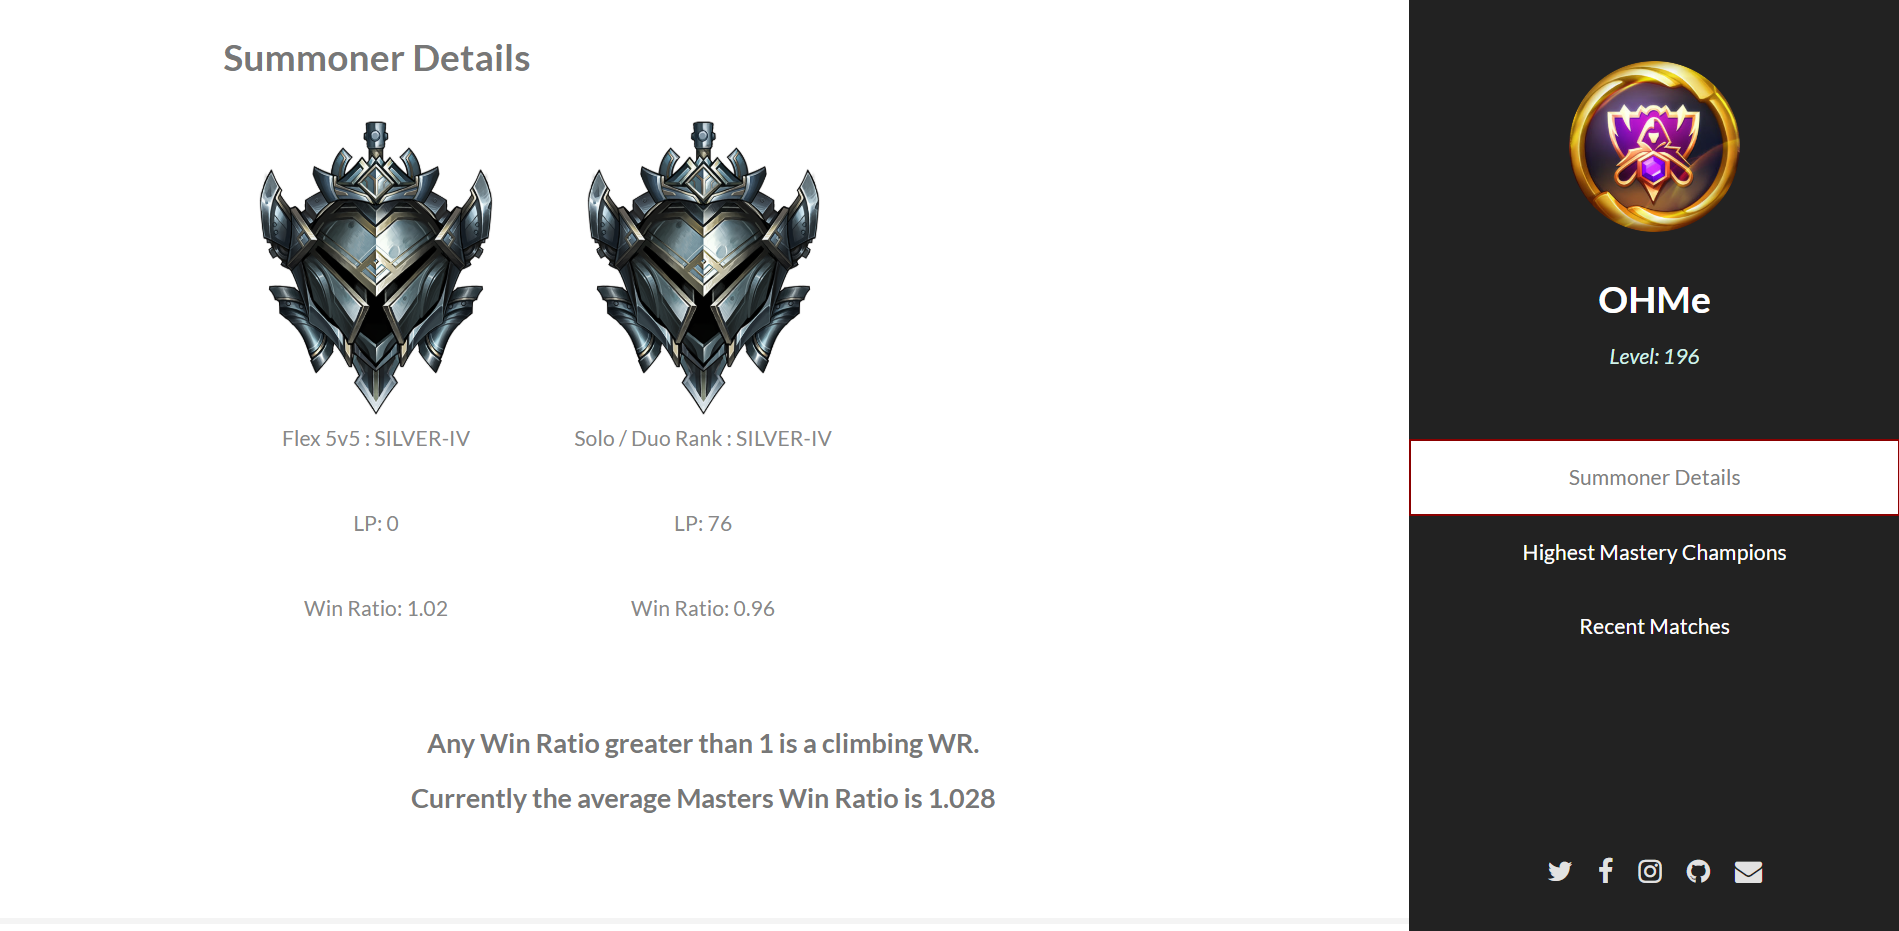 Summoner Details
Flex 5v5 : SILVER-IV
LP: 0
Win Ratio: 1.02
Solo / Duo Rank : SILVER-IV
LP: 76
Win Ratio: 0.96
Any Win Ratio greater than 1 is a climbing WR.
Currently the average Masters Win Ratio is 1.028
OHMe
Level: 196
Summoner Details
Highest Mastery Champions
Recent Matches